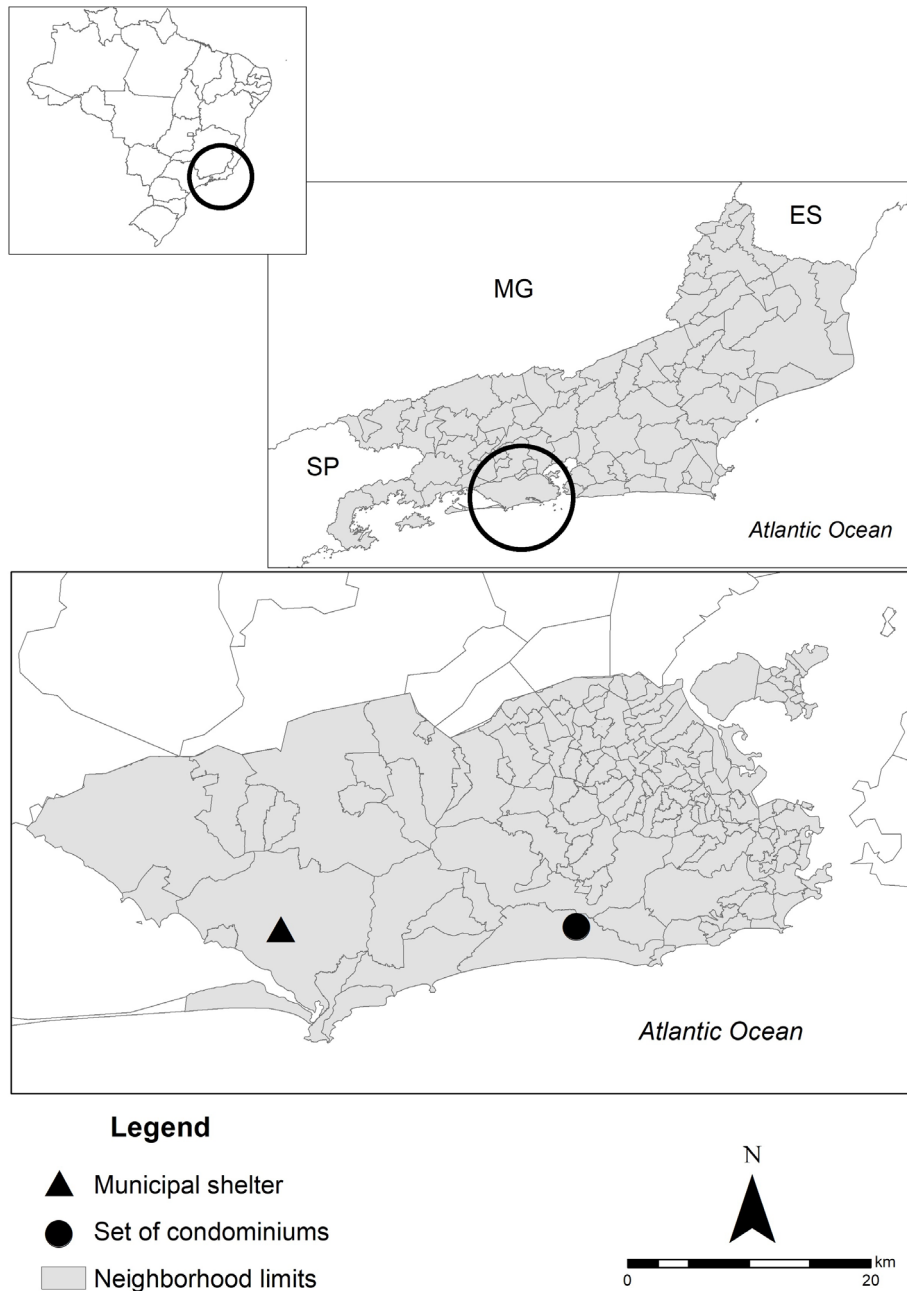 ES
MG
SP
Atlantic Ocean
Atlantic Ocean
Legend
Municipal shelter
Set of condominiums
Neighborhood limits
N
km
0 20